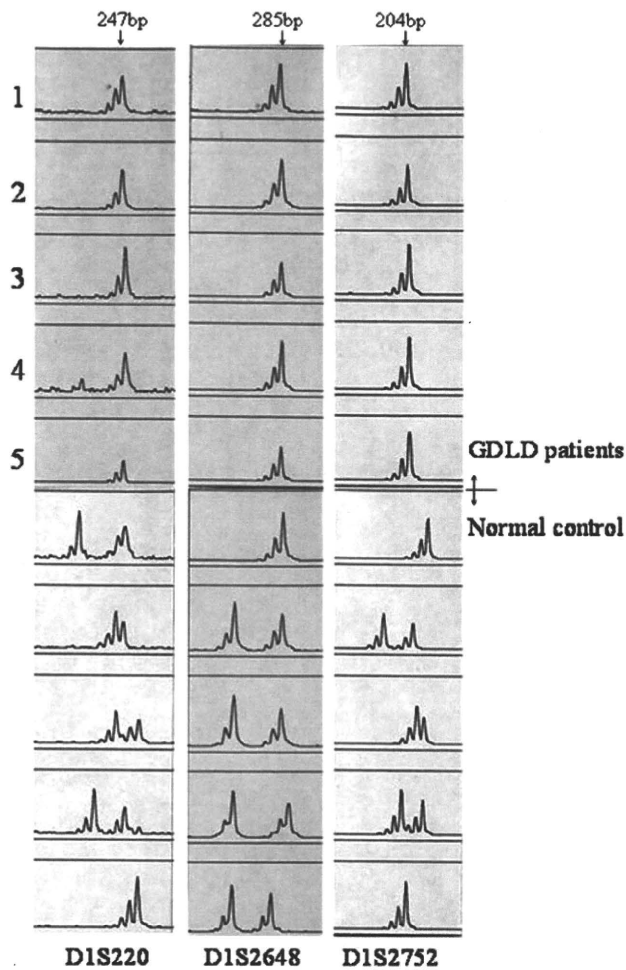 247bp 285bp 204bp
1
2
3
4
5
GDLD patients
Normal control
D1S220 D1S2648 D1S2752